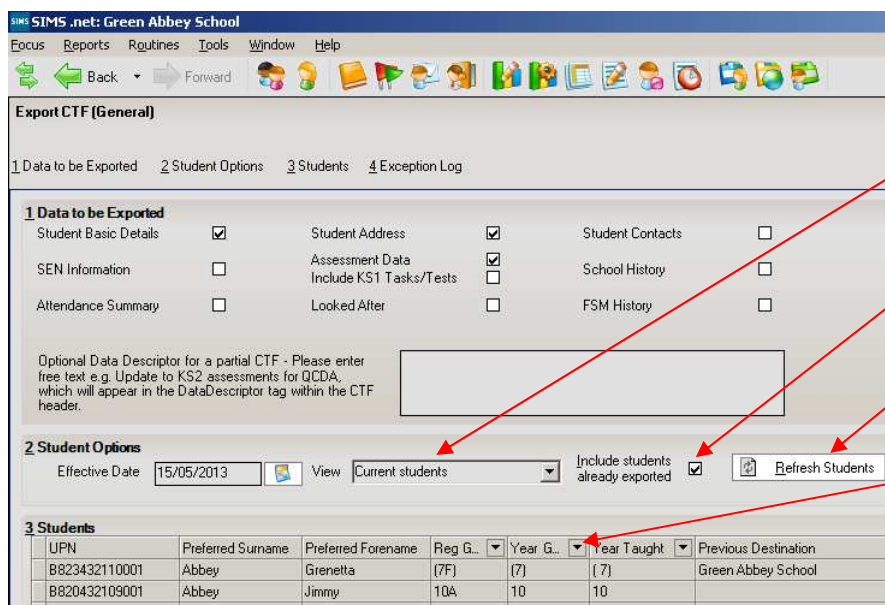 SIMS SIMS .net: Green Abbey School
Focus Reports Routines Tools Window Help
Back Forward
Export CTF (General)
1 Data to be Exported 2 Student Options 3 Students 4 Exception Log
1 Data to be Exported
Student Basic Details Student Address Student Contacts
SEN Information Assessment Data School History
Include KS1 Tasks/Tests
Attendance Summary Looked After FSM History
Optional Data Descriptor for a partial CTF - Please enter
free text e.g. Update to KS2 assessments for QCDA,
which will appear in the DataDescriptor tag within the CTF
header.
2 Student Options
Effective Date 15/05/2013 View Current students Include students
already exported Refresh Students
3 Students
UPN Preferred Surname Preferred Forename Reg G... Year G... Year Taught Previous Destination
B823432110001 Abbey Grenetta (7F) (7) ( 7) Green Abbey School
B820432109001 Abbey Jimmy 10A 10 10